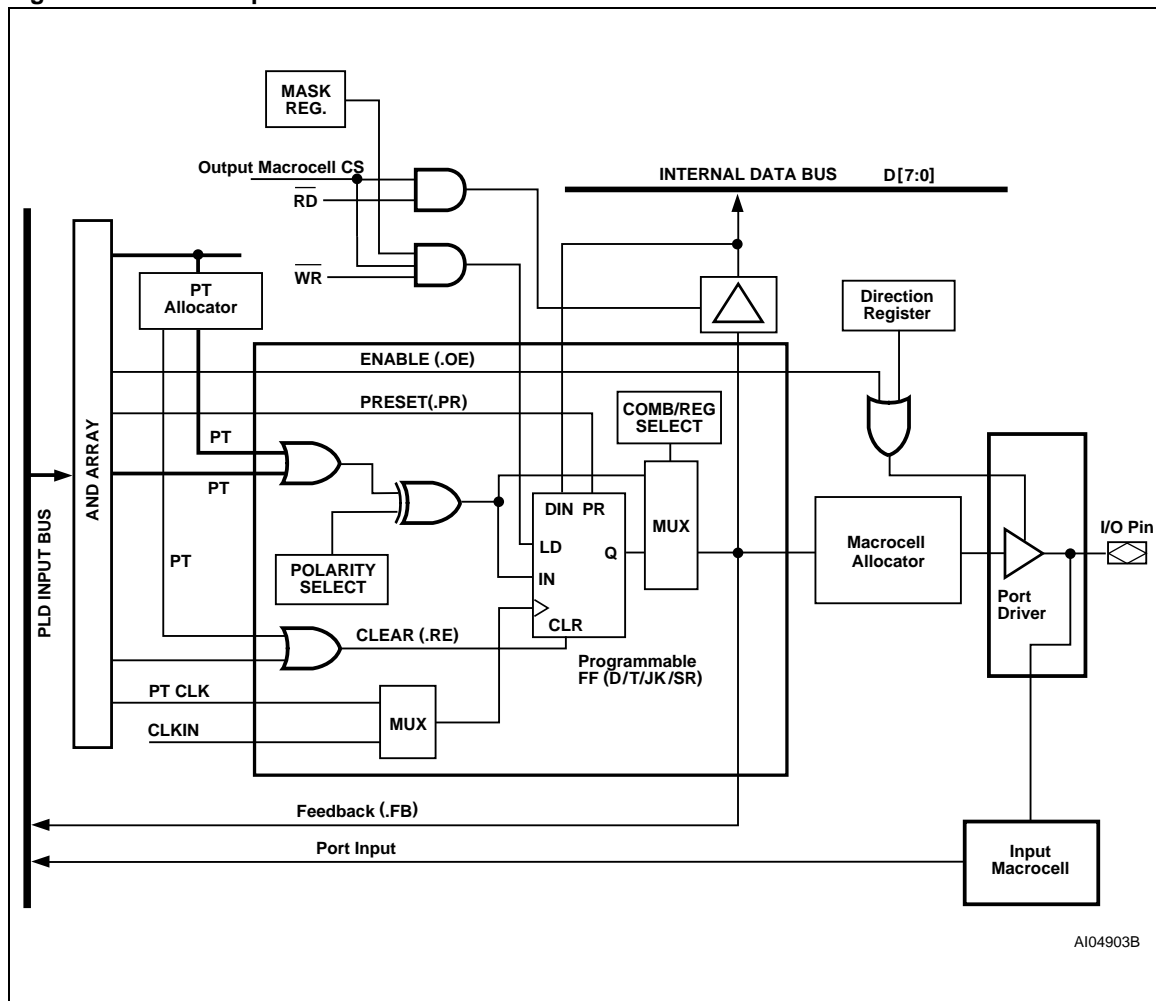 MASK
REG.
Output Macrocell CS
RD
WR
INTERNAL DATA BUS D[7:0]
PT
Allocator
Direction
Register
ENABLE (.OE)
PRESET(.PR)
COMB/REG
SELECT
PT
PT
AND ARRAY
PLD INPUT BUS
DIN PR
MUX
I/O Pin
LD
Q
Macrocell
Allocator
POLARITY
SELECT
PT
IN
Port
Driver
CLEAR (.RE)
CLR
Programmable
FF (D/T/JK/SR)
PT CLK
MUX
CLKIN
Feedback (.FB)
Port Input
Input
Macrocell
AI04903B